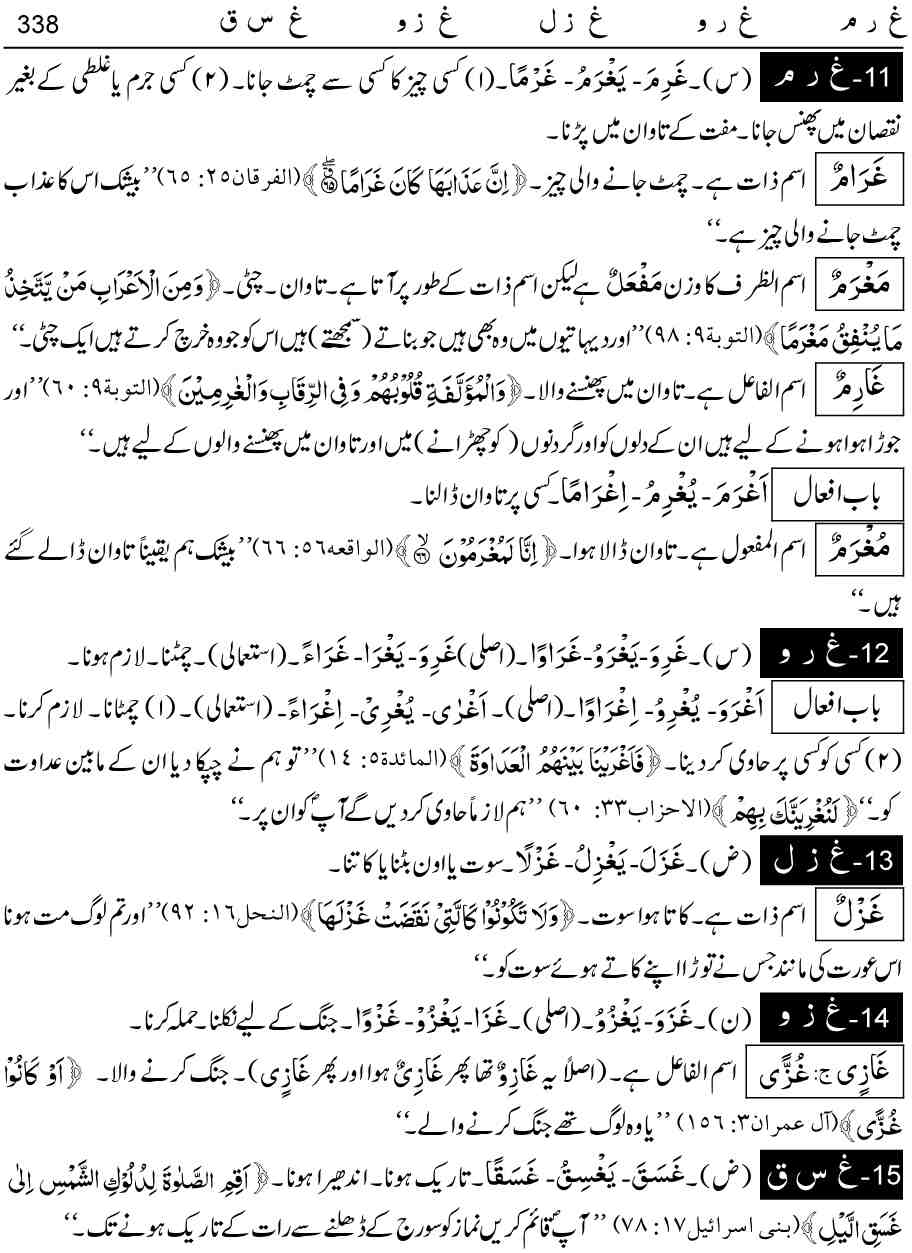 غ ر م    غ ر و    غ ز ل    غ ز و    غ س ق    338
11- غ ر م (س)۔ غَرِمَ - یَغْرَمُ - غَرْمًا۔ (۱) کسی چیز کا کسی سے چمٹ جانا۔ (۲) کسی جرم یا غلطی کے بغیر
نقصان میں پھنس جانا۔ مفت کے تاوان میں پڑنا۔
غَرَامٌ اسم ذات ہے۔ چمٹ جانے والی چیز۔ ﴿اِنَّ عَذَابَهَا كَانَ غَرَامًا ۖ۝۶۵﴾ (الفرقان۲۵: ۶۵) ’’بیشک اس کا عذاب
چمٹ جانے والی چیز ہے۔‘‘
مَغْرَمٌ اسم الظرف کا وزن مَفْعَلٌ ہے لیکن اسم ذات کے طور پر آتا ہے۔ تاوان۔ چٹی۔ ﴿وَمِنَ الْاَعْرَابِ مَنْ يَّتَّخِذُ
مَا يُنْفِقُ مَغْرَمًا﴾ (التوبة۹: ۹۸) ’’اور دیہاتیوں میں وہ بھی ہیں جو بناتے (سمجھتے) ہیں اس کو جو وہ خرچ کرتے ہیں ایک چٹی۔‘‘
غَارِمٌ اسم الفاعل ہے۔ تاوان میں پھنسنے والا۔ ﴿وَالْمُؤَلَّفَةِ قُلُوْبُهُمْ وَفِي الرِّقَابِ وَالْغٰرِمِيْنَ﴾ (التوبة۹: ۶۰) ’’اور
جوڑا ہوا ہونے کے لیے ہیں ان کے دلوں کو اور گردنوں (کو چھڑانے) میں اور تاوان میں پھنسنے والوں کے لیے ہیں۔‘‘
باب افعال اَغْرَمَ - یُغْرِمُ - اِغْرَامًا۔ کسی پر تاوان ڈالنا۔
مُغْرَمٌ اسم المفعول ہے۔ تاوان ڈالا ہوا۔ ﴿اِنَّا لَمُغْرَمُوْنَ ۙ۝۶۶﴾ (الواقعه۵۶: ۶۶) ’’بیشک ہم یقیناً تاوان ڈالے گئے
ہیں۔‘‘
12- غ ر و (س)۔ غَرِوَ - یَغْرَوُ - غَرَاوًا۔ (اصلی) غَرِوَ - یَغْرَا - غَرَاءً۔ (استعمالی)۔ چمٹنا۔ لازم ہونا۔
باب افعال اَغْرَوَ - یُغْرِوُ - اِغْرَاوًا۔ (اصلی)۔ اَغْرٰی - یُغْرِیْ - اِغْرَاءً۔ (استعمالی)۔ (۱) چمٹانا۔ لازم کرنا۔
(۲) کسی کو کسی پر حاوی کر دینا۔ ﴿فَاَغْرَيْنَا بَيْنَهُمُ الْعَدَاوَةَ﴾ (المائدة۵: ۱۴) ’’تو ہم نے چپکا دیا ان کے مابین عداوت
کو۔‘‘ ﴿لَنُغْرِيَنَّكَ بِهِمْ﴾ (الاحزاب۳۳: ۶۰) ’’ہم لازماً حاوی کر دیں گے آپؐ کو ان پر۔‘‘
13- غ ز ل (ض)۔ غَزَلَ - یَغْزِلُ - غَزْلًا۔ سوت یا اون بٹنا یا کاتنا۔
غَزْلٌ اسم ذات ہے۔ کاتا ہوا سوت۔ ﴿وَلَا تَكُوْنُوْا كَالَّتِيْ نَقَضَتْ غَزْلَهَا﴾ (النحل۱۶: ۹۲) ’’اور تم لوگ مت ہونا
اس عورت کی مانند جس نے توڑا اپنے کاتے ہوئے سوت کو۔‘‘
14- غ ز و (ن)۔ غَزَوَ - یَغْزُوُ۔ (اصلی)۔ غَزَا - یَغْزُوْ - غَزْوًا۔ جنگ کے لیے نکلنا۔ حملہ کرنا۔
غَازِی ج: غُزًّی اسم الفاعل ہے۔ (اصلاً یہ غَازِوٌ تھا پھر غَازِیٌ ہوا اور پھر غَازِی)۔ جنگ کرنے والا۔ ﴿اَوْ كَانُوْا
غُزًّى﴾ (آل عمران۳: ۱۵۶) ’’یا وہ لوگ تھے جنگ کرنے والے۔‘‘
15- غ س ق (ض)۔ غَسَقَ - یَغْسِقُ - غَسَقًا۔ تاریک ہونا۔ اندھیرا ہونا۔ ﴿اَقِمِ الصَّلٰوةَ لِدُلُوْكِ الشَّمْسِ اِلٰى
غَسَقِ الَّيْلِ﴾ (بنی اسرائیل۱۷: ۷۸) ’’آپؐ قائم کریں نماز کو سورج کے ڈھلنے سے رات کے تاریک ہونے تک۔‘‘